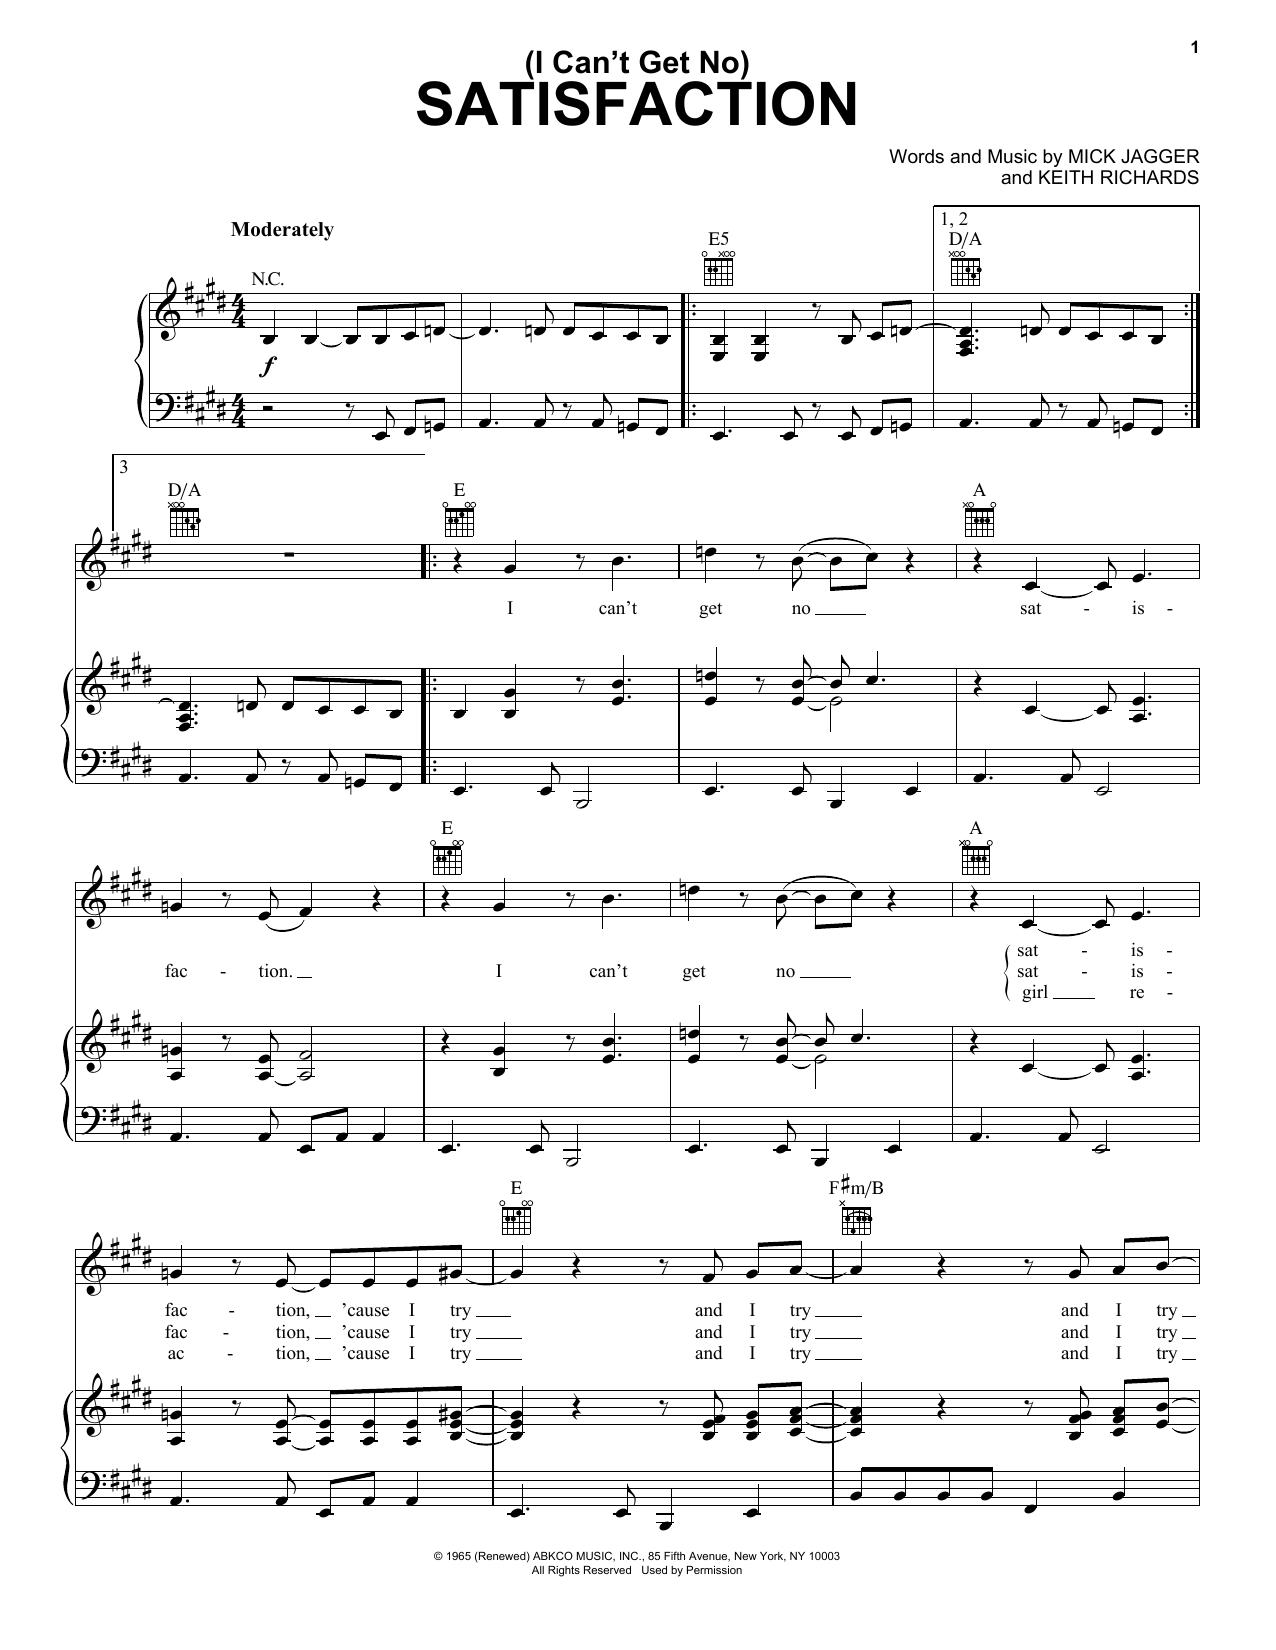 1
(I Can't Get No)
SATISFACTION
Words and Music by MICK JAGGER
and KEITH RICHARDS
Moderately
1, 2
N.C. E5 D/A
f
3
D/A E A
I can't get no sat - is -
E A
sat - is -
fac - tion. I can't get no sat - is -
girl re -
E F♯m/B
fac - tion, 'cause I try and I try and I try
fac - tion, 'cause I try and I try and I try
ac - tion, 'cause I try and I try and I try
© 1965 (Renewed) ABKCO MUSIC, INC., 85 Fifth Avenue, New York, NY 10003
All Rights Reserved Used by Permission